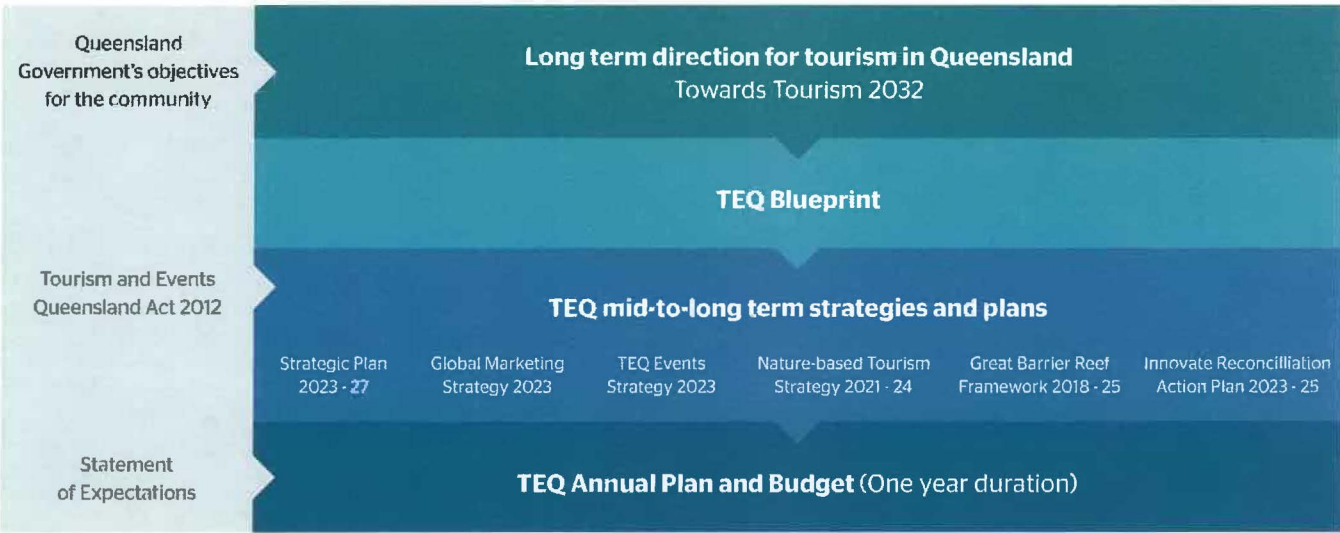 Queensland
Government's objectives
for the community
Long term direction for tourism in Queensland
Towards Tourism 2032
TEQ Blueprint
Tourism and Events
Queensland Act 2012
TEQ mid-to-long term strategies and plans
Strategic Plan
2023 - 27
Global Marketing
Strategy 2023
TEQ Events
Strategy 2023
Nature-based Tourism
Strategy 2021 - 24
Great Barrier Reef
Framework 2018 - 25
Innovate Reconcilliation
Action Plan 2023 - 25
Statement
of Expectations
TEQ Annual Plan and Budget (One year duration)